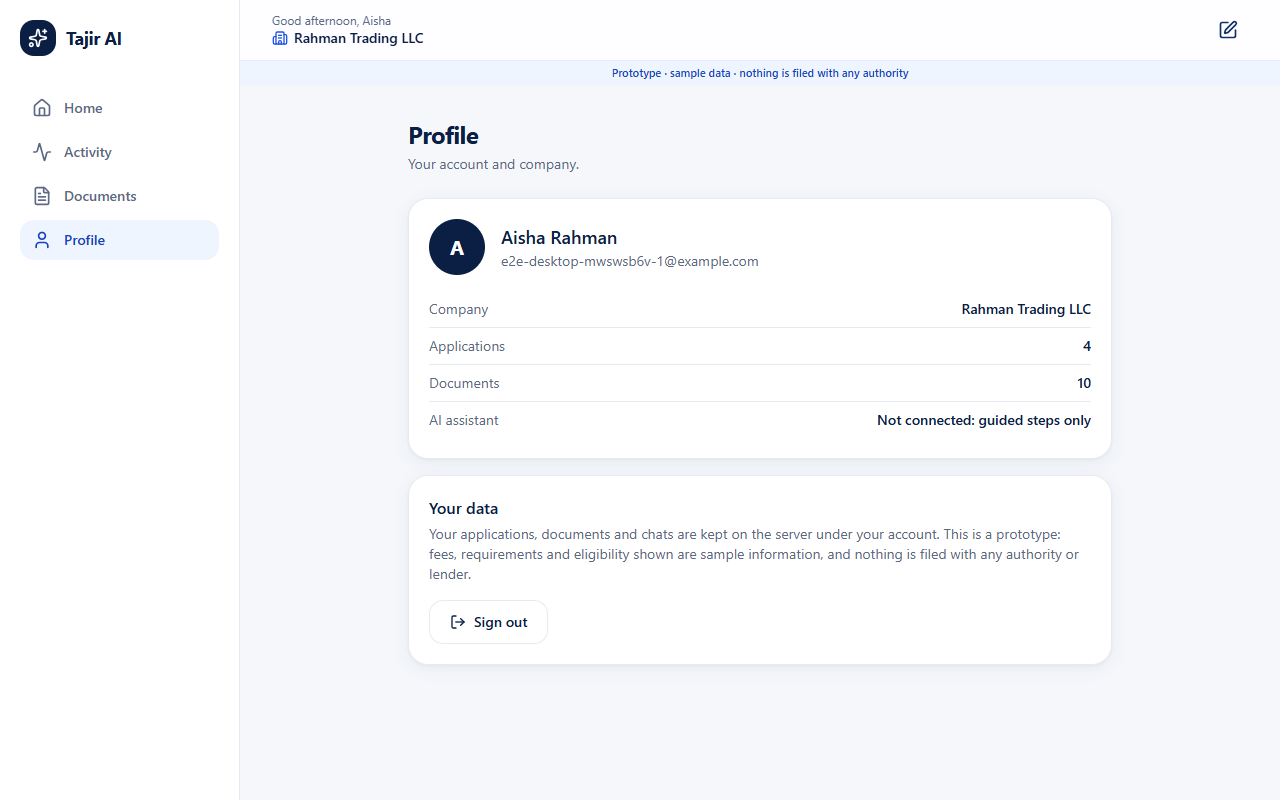 Tajir AI
Home
Activity
Documents
Profile
Good afternoon, Aisha
Rahman Trading LLC
Prototype · sample data · nothing is filed with any authority
Profile
Your account and company.
A
Aisha Rahman
e2e-desktop-mwswsb6v-1@example.com
Company Rahman Trading LLC
Applications 4
Documents 10
AI assistant Not connected: guided steps only
Your data
Your applications, documents and chats are kept on the server under your account. This is a prototype:
fees, requirements and eligibility shown are sample information, and nothing is filed with any authority or
lender.
Sign out